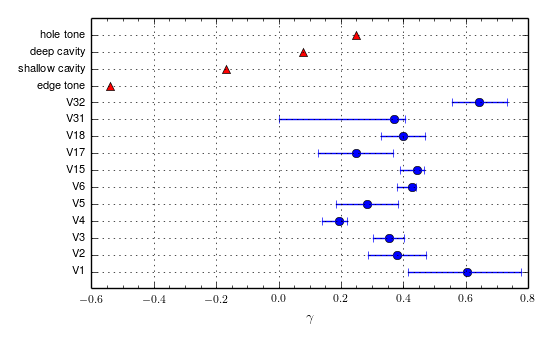 hole tone
deep cavity
shallow cavity
edge tone
V32
V31
V18
V17
V15
V6
V5
V4
V3
V2
V1
−0.6 −0.4 −0.2 0.0 0.2 0.4 0.6 0.8
γ